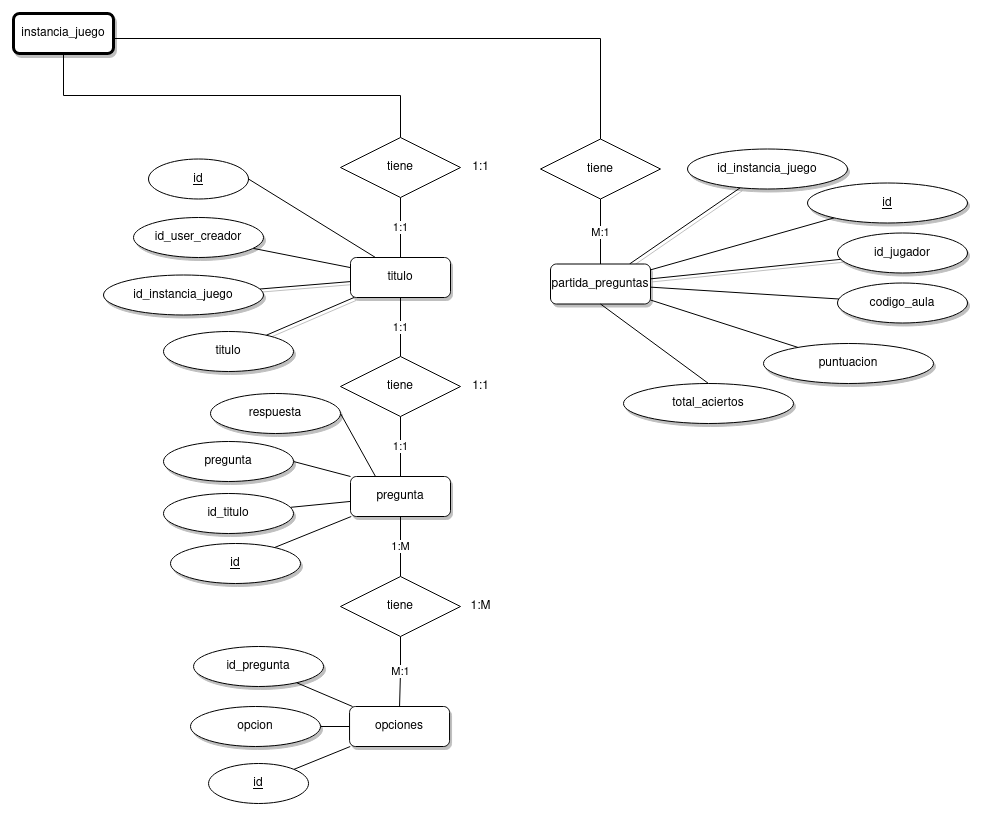 instancia_juego
tiene
1:1
tiene
id_instancia_juego
id
id
id_user_creador
1:1
M:1
id_jugador
titulo
partida_preguntas
id_instancia_juego
codigo_aula
1:1
titulo
puntuacion
tiene
1:1
total_aciertos
respuesta
1:1
pregunta
pregunta
id_titulo
1:M
id
tiene
1:M
id_pregunta
M:1
opcion
opciones
id